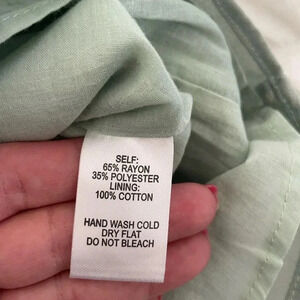 SELF:
65% RAYON
35% POLYESTER
LINING:
100% COTTON
HAND WASH COLD
DRY FLAT
DO NOT BLEACH